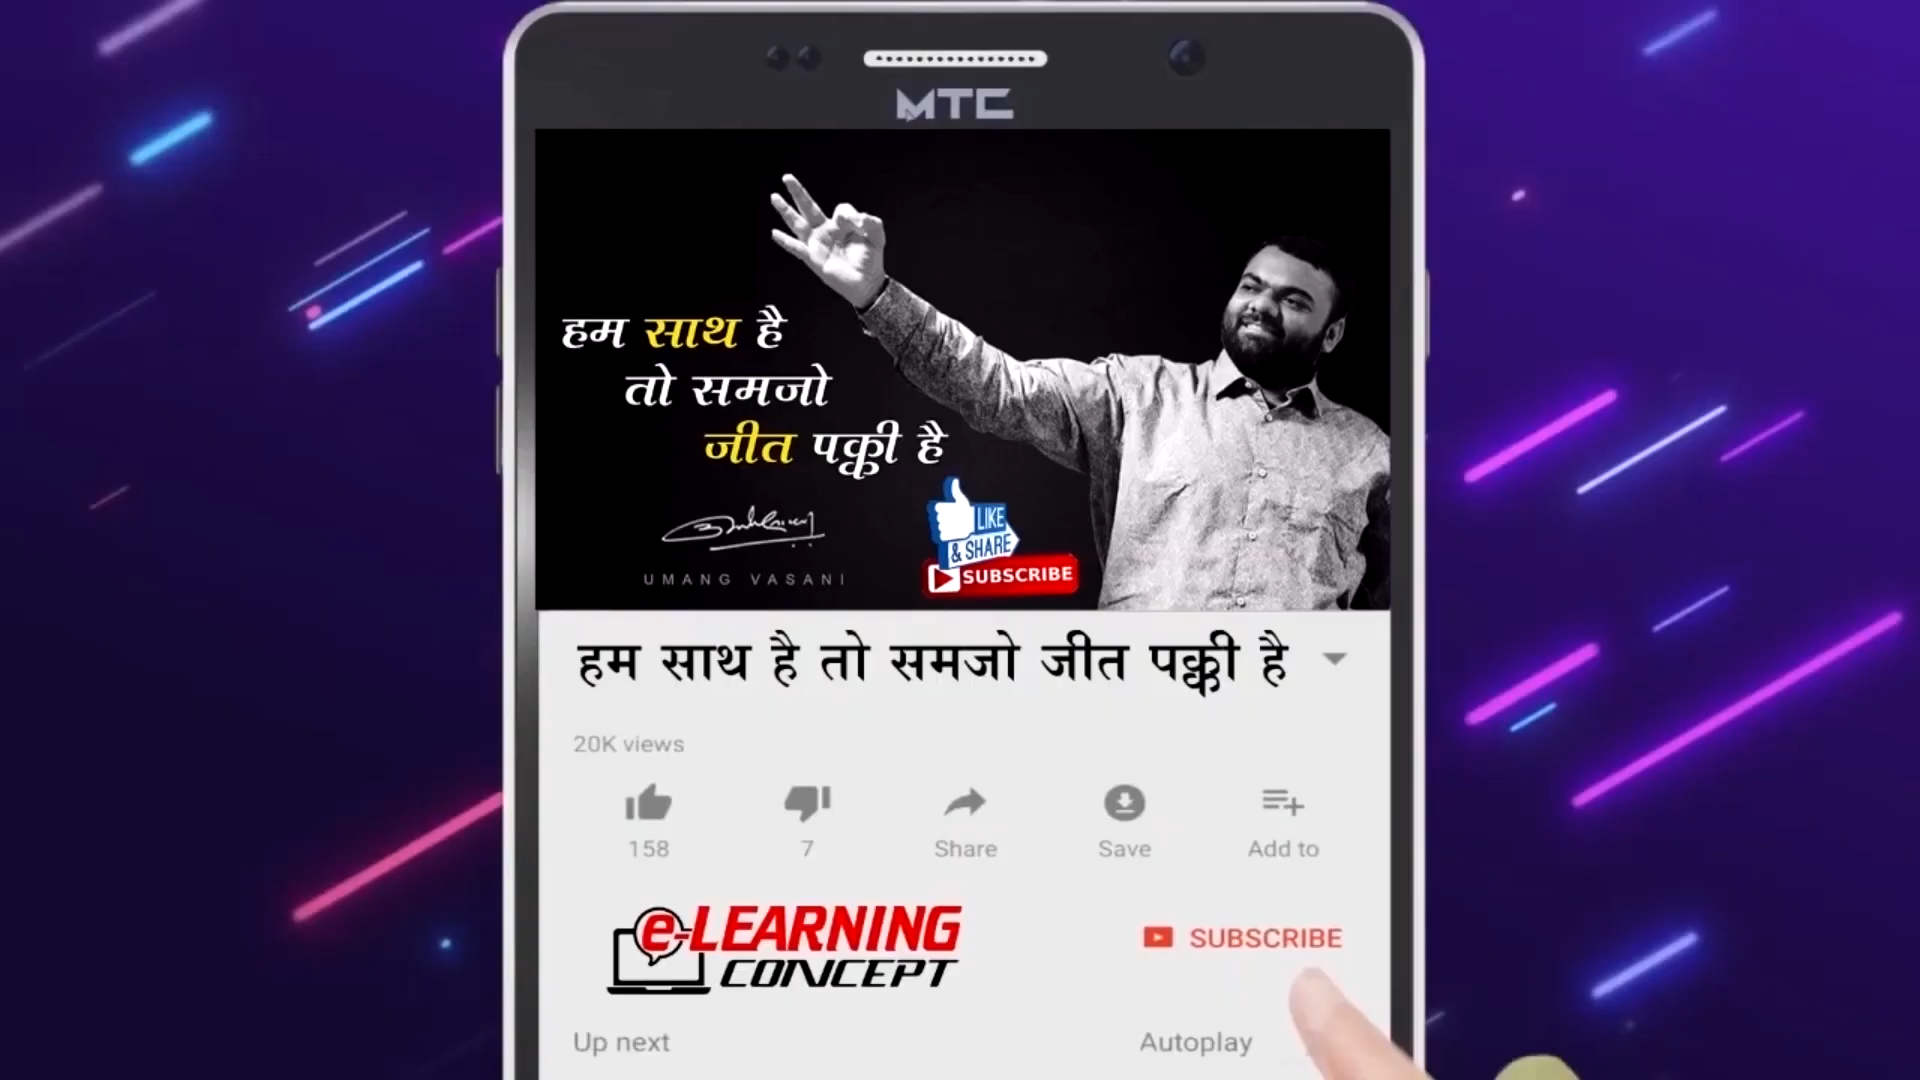 MTC
हम साथ है
तो समजो
जीत पक्की है
UMANG VASANI
LIKE
& SHARE
SUBSCRIBE
हम साथ है तो समजो जीत पक्की है
20K views
158 7 Share Save Add to
e-LEARNING
CONCEPT
SUBSCRIBE
Up next Autoplay